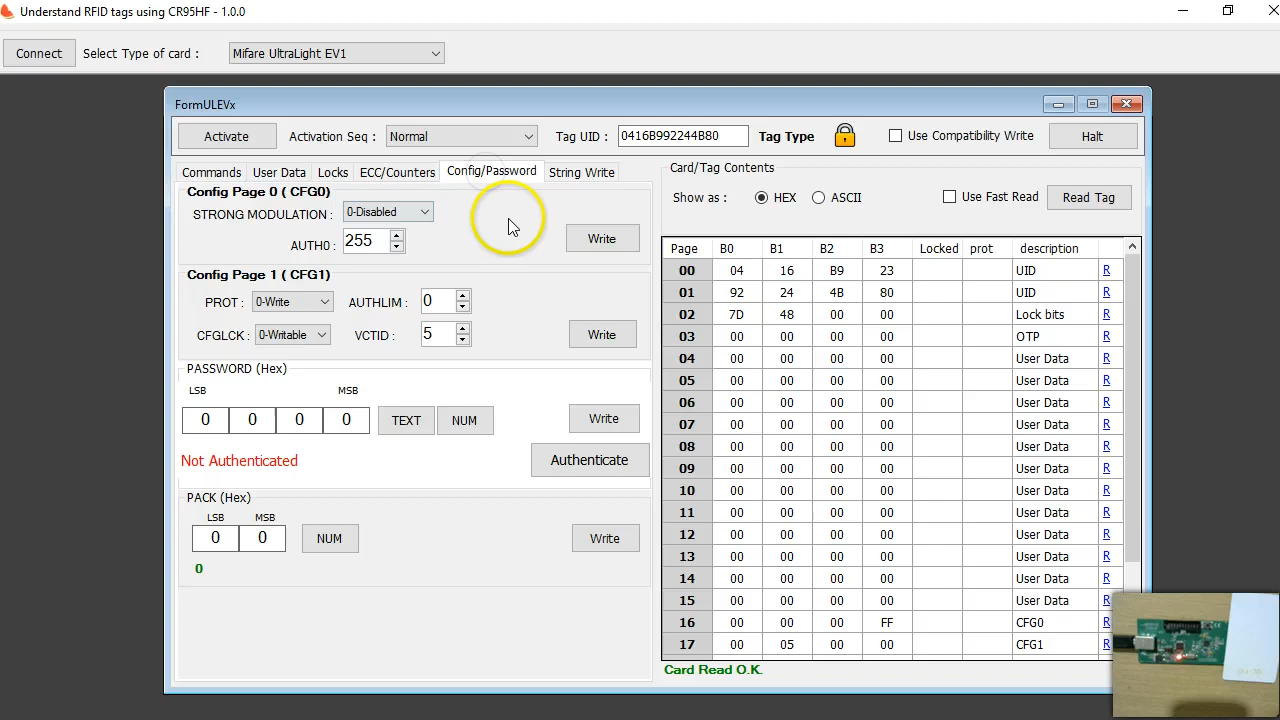 Understand RFID tags using CR95HF - 1.0.0
Connect Select Type of card : Mifare UltraLight EV1
FormULEVx
Activate Activation Seq : Normal Tag UID : 0416B992244B80 Tag Type Use Compatibility Write Halt
Commands User Data Locks ECC/Counters Config/Password String Write
Config Page 0 ( CFG0)
STRONG MODULATION : 0-Disabled
AUTH0 : 255 Write
Config Page 1 ( CFG1)
PROT : 0-Write AUTHLIM : 0
CFGLCK : 0-Writable VCTID : 5 Write
PASSWORD (Hex)
LSB MSB
0 0 0 0 TEXT NUM Write
Not Authenticated Authenticate
PACK (Hex)
LSB MSB
0 0 NUM Write
0
Card/Tag Contents
Show as : HEX ASCII Use Fast Read Read Tag
Page B0 B1 B2 B3 Locked prot description
00 04 16 B9 23 UID R
01 92 24 4B 80 UID R
02 7D 48 00 00 Lock bits R
03 00 00 00 00 OTP R
04 00 00 00 00 User Data R
05 00 00 00 00 User Data R
06 00 00 00 00 User Data R
07 00 00 00 00 User Data R
08 00 00 00 00 User Data R
09 00 00 00 00 User Data R
10 00 00 00 00 User Data R
11 00 00 00 00 User Data R
12 00 00 00 00 User Data R
13 00 00 00 00 User Data R
14 00 00 00 00 User Data R
15 00 00 00 00 User Data R
16 00 00 00 FF CFG0 R
17 00 05 00 00 CFG1 R
Card Read O.K.